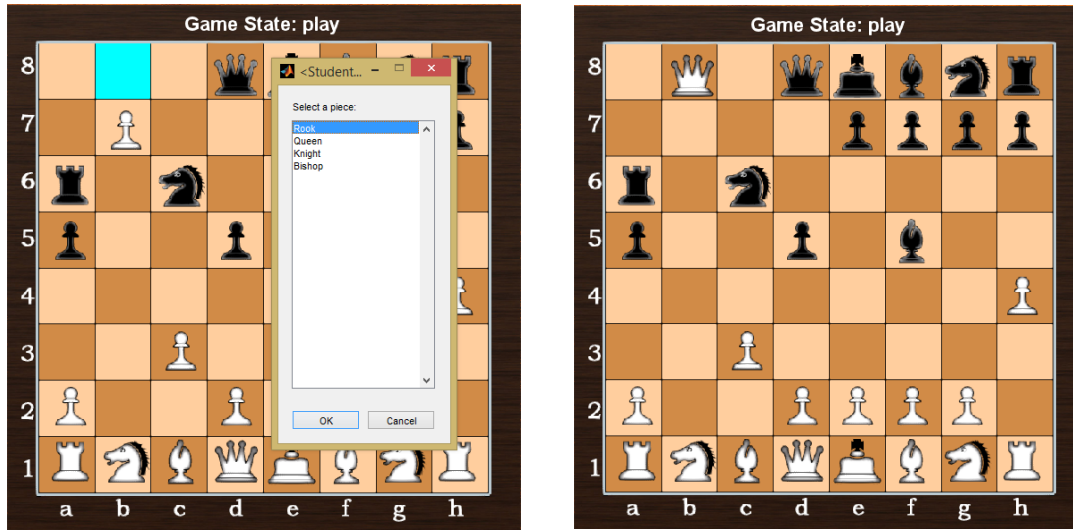 Game State: play
8
7
6
5
4
3
2
1
a b c d e f g h
<Student...
Select a piece:
Rook
Queen
Knight
Bishop
OK Cancel
Game State: play
8
7
6
5
4
3
2
1
a b c d e f g h